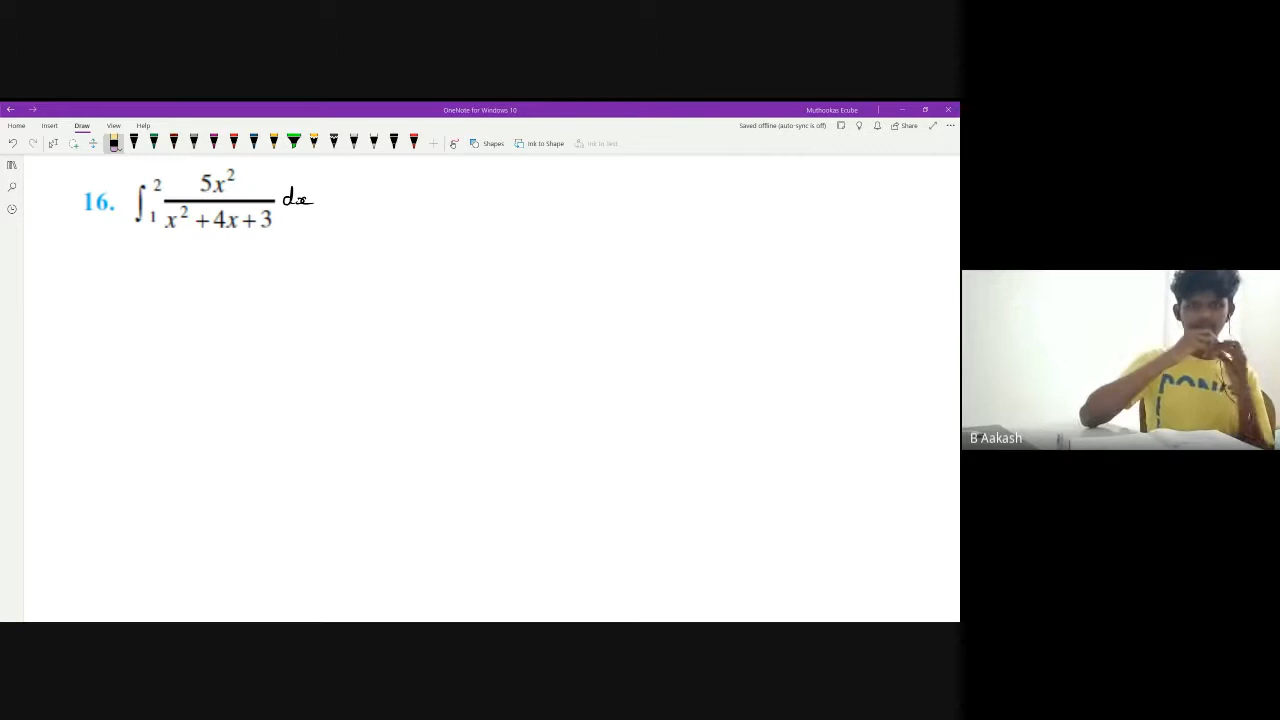 OneNote for Windows 10
Muthookas Ecube
Home Insert Draw View Help
Saved offline (auto-sync is off)
Share
Shapes
Ink to Shape
Ink to Text
16. ∫₁² 5x² / (x² + 4x + 3) dx
B Aakash